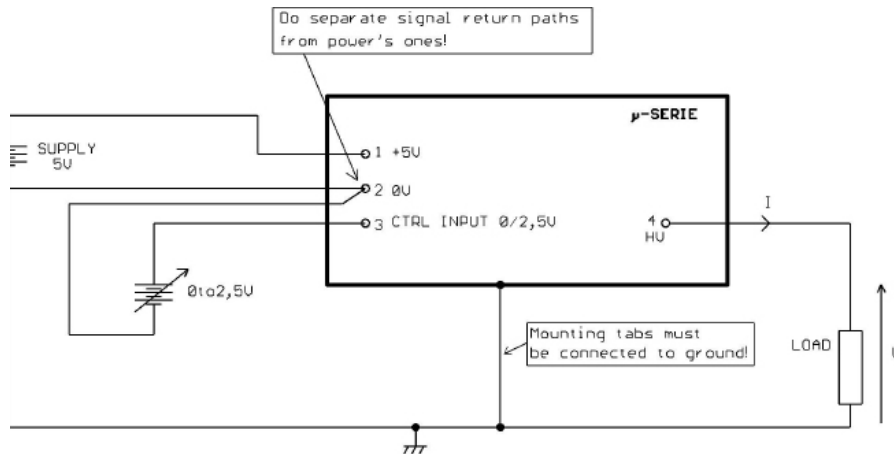 Do separate signal return paths
from power's ones!
µ-SERIE
SUPPLY
5V
1 +5V
2 0V
3 CTRL INPUT 0/2,5V
4
HV
I
0to2,5V
Mounting tabs must
be connected to ground!
LOAD